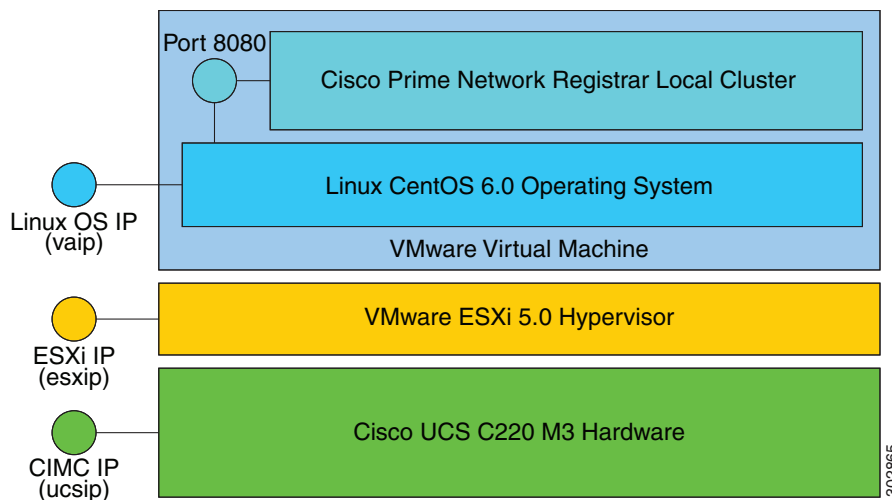 Port 8080
Cisco Prime Network Registrar Local Cluster
Linux CentOS 6.0 Operating System
Linux OS IP
(vaip)
VMware Virtual Machine
VMware ESXi 5.0 Hypervisor
ESXi IP
(esxip)
Cisco UCS C220 M3 Hardware
CIMC IP
(ucsip)